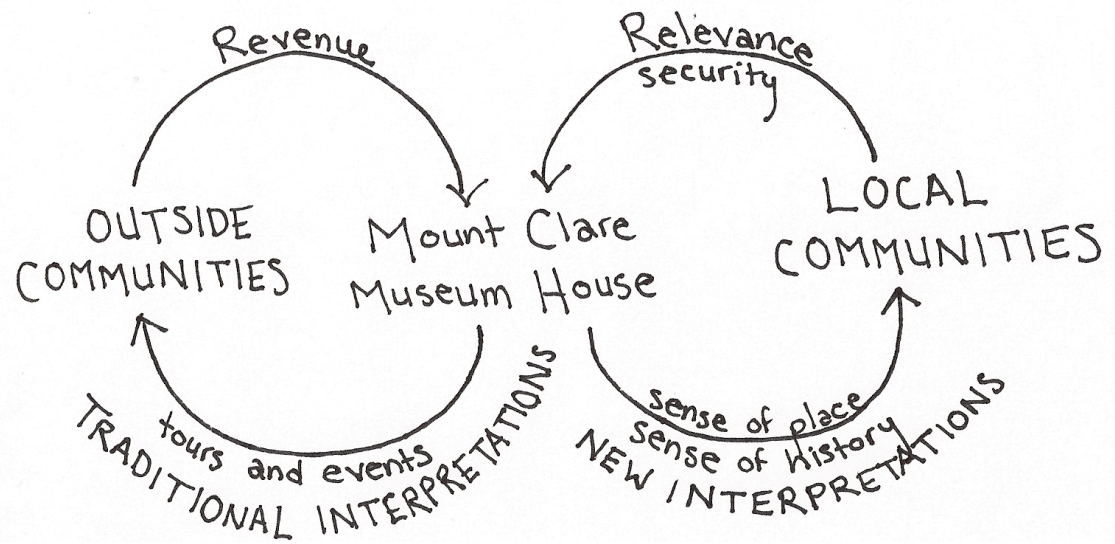 Revenue
Relevance
security
OUTSIDE
COMMUNITIES
Mount Clare
Museum House
LOCAL
COMMUNITIES
tours and events
TRADITIONAL INTERPRETATIONS
sense of place
sense of history
NEW INTERPRETATIONS